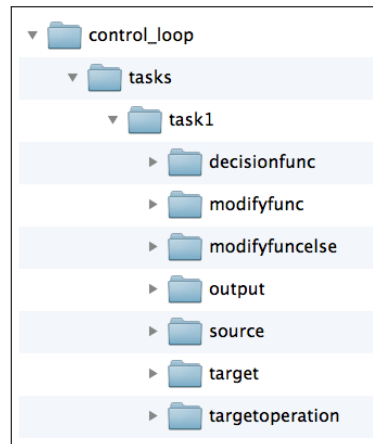 control_loop
tasks
task1
decisionfunc
modifyfunc
modifyfuncelse
output
source
target
targetoperation